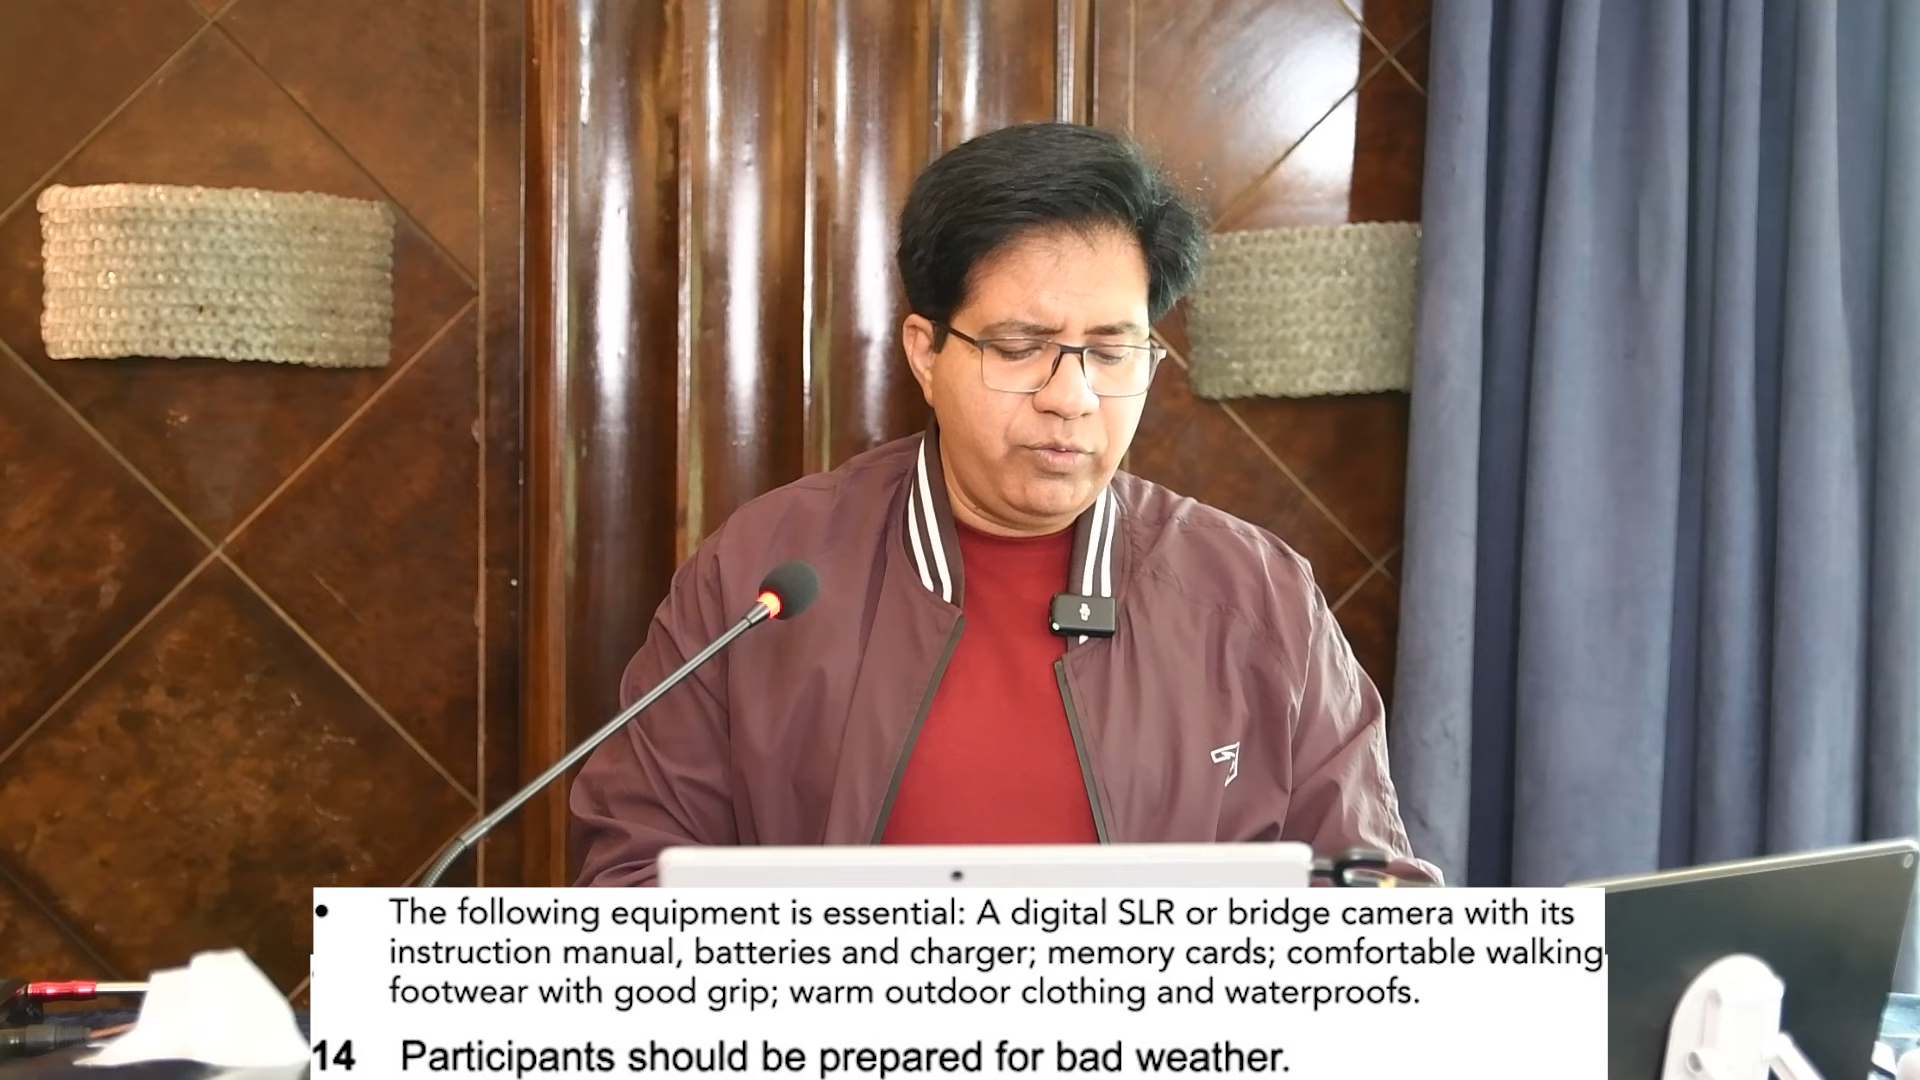 • The following equipment is essential: A digital SLR or bridge camera with its
instruction manual, batteries and charger; memory cards; comfortable walking
footwear with good grip; warm outdoor clothing and waterproofs.
14 Participants should be prepared for bad weather.